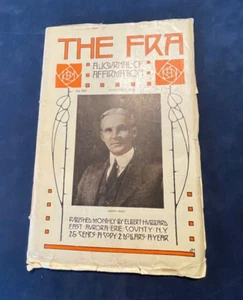 THE FRA
A JOURNAL OF
AFFIRMATION
PUBLISHED MONTHLY BY ELBERT HUBBARD
EAST AURORA ERIE COUNTY N.Y.
25 CENTS A COPY 2 DOLLARS A YEAR